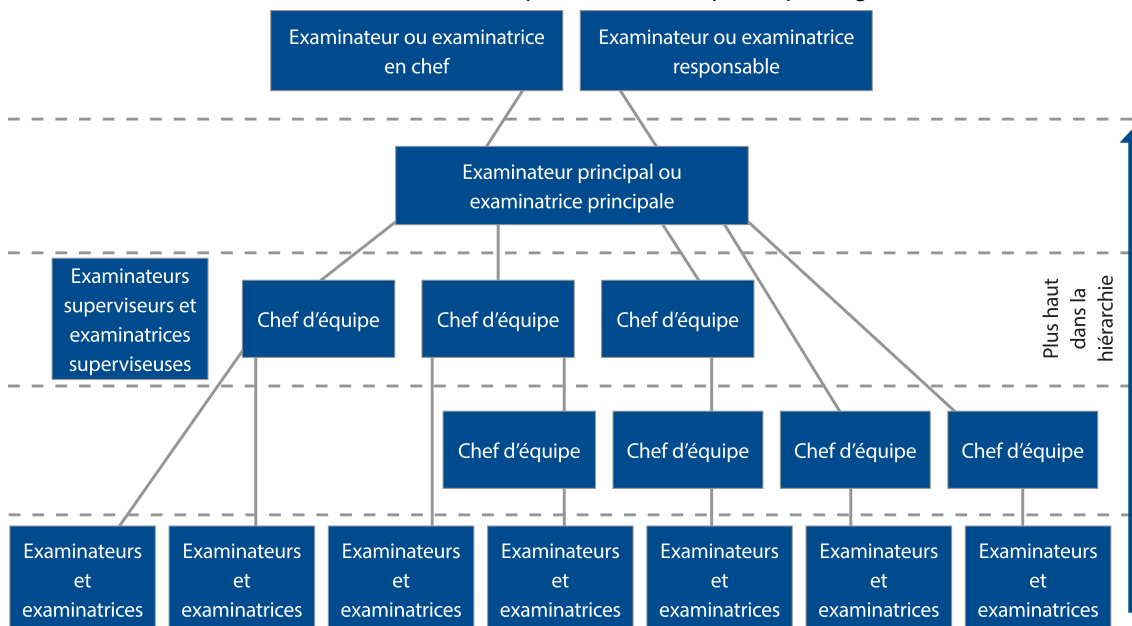 Examinateur ou examinatrice
en chef
Examinateur ou examinatrice
responsable
Examinateur principal ou
examinatrice principale
Examinateurs
superviseurs et
examinatrices
superviseuses
Chef d’équipe
Chef d’équipe
Chef d’équipe
Plus haut
dans la
hiérarchie
Chef d’équipe
Chef d’équipe
Chef d’équipe
Chef d’équipe
Examinateurs
et
examinatrices
Examinateurs
et
examinatrices
Examinateurs
et
examinatrices
Examinateurs
et
examinatrices
Examinateurs
et
examinatrices
Examinateurs
et
examinatrices
Examinateurs
et
examinatrices